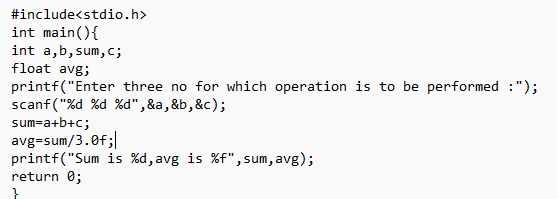 #include<stdio.h>
int main(){
int a,b,sum,c;
float avg;
printf("Enter three no for which operation is to be performed :");
scanf("%d %d %d",&a,&b,&c);
sum=a+b+c;
avg=sum/3.0f;
printf("Sum is %d,avg is %f",sum,avg);
return 0;
}